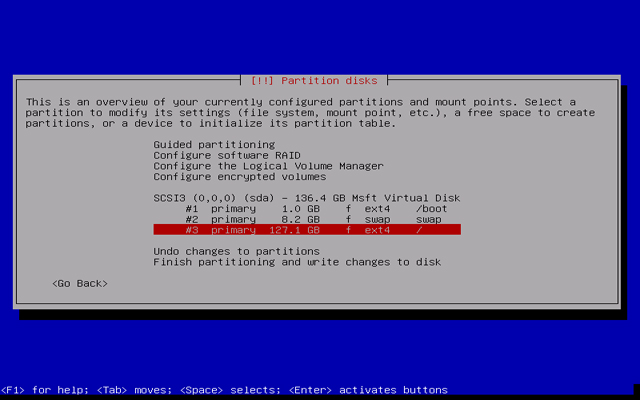 [!!] Partition disks
This is an overview of your currently configured partitions and mount points. Select a
partition to modify its settings (file system, mount point, etc.), a free space to create
partitions, or a device to initialize its partition table.
Guided partitioning
Configure software RAID
Configure the Logical Volume Manager
Configure encrypted volumes
SCSI3 (0,0,0) (sda) - 136.4 GB Msft Virtual Disk
#1 primary 1.0 GB f ext4 /boot
#2 primary 8.2 GB f swap swap
#3 primary 127.1 GB f ext4 /
Undo changes to partitions
Finish partitioning and write changes to disk
<Go Back>
<F1> for help; <Tab> moves; <Space> selects; <Enter> activates buttons